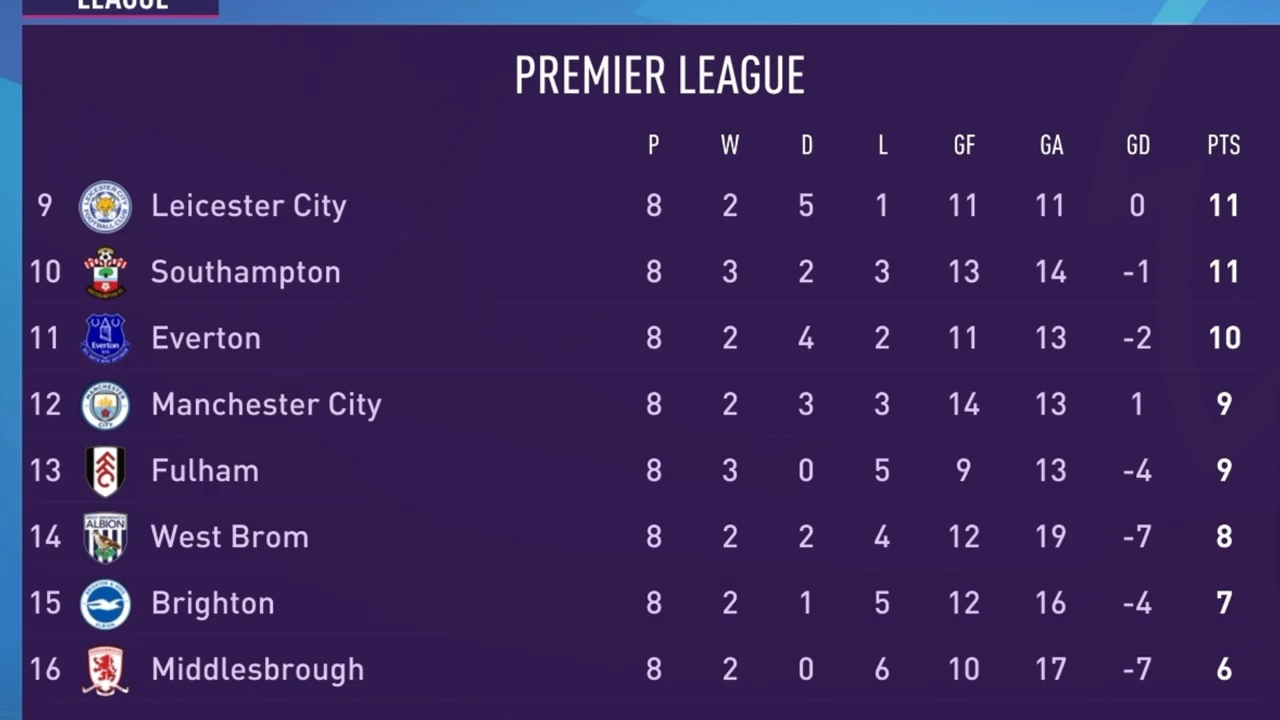 LEAGUE
PREMIER LEAGUE
P W D L GF GA GD PTS
9 Leicester City 8 2 5 1 11 11 0 11
10 Southampton 8 3 2 3 13 14 -1 11
11 Everton 8 2 4 2 11 13 -2 10
12 Manchester City 8 2 3 3 14 13 1 9
13 Fulham 8 3 0 5 9 13 -4 9
14 West Brom 8 2 2 4 12 19 -7 8
15 Brighton 8 2 1 5 12 16 -4 7
16 Middlesbrough 8 2 0 6 10 17 -7 6